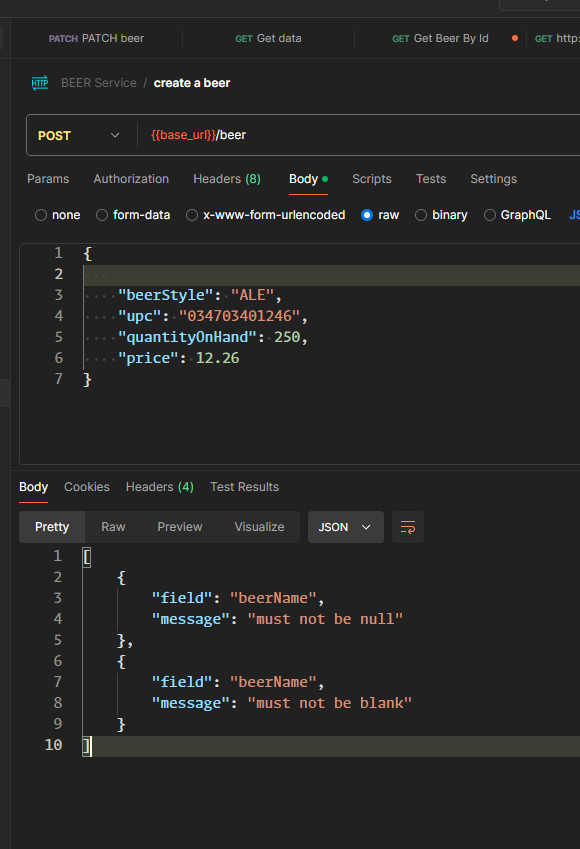 PATCH PATCH beer GET Get data GET Get Beer By Id GET http:
HTTP BEER Service / create a beer
POST {{base_url}}/beer
Params Authorization Headers (8) Body Scripts Tests Settings
none form-data x-www-form-urlencoded raw binary GraphQL JS
1 {
2
3 "beerStyle": "ALE",
4 "upc": "034703401246",
5 "quantityOnHand": 250,
6 "price": 12.26
7 }
Body Cookies Headers (4) Test Results
Pretty Raw Preview Visualize JSON
1 [
2 {
3 "field": "beerName",
4 "message": "must not be null"
5 },
6 {
7 "field": "beerName",
8 "message": "must not be blank"
9 }
10 ]